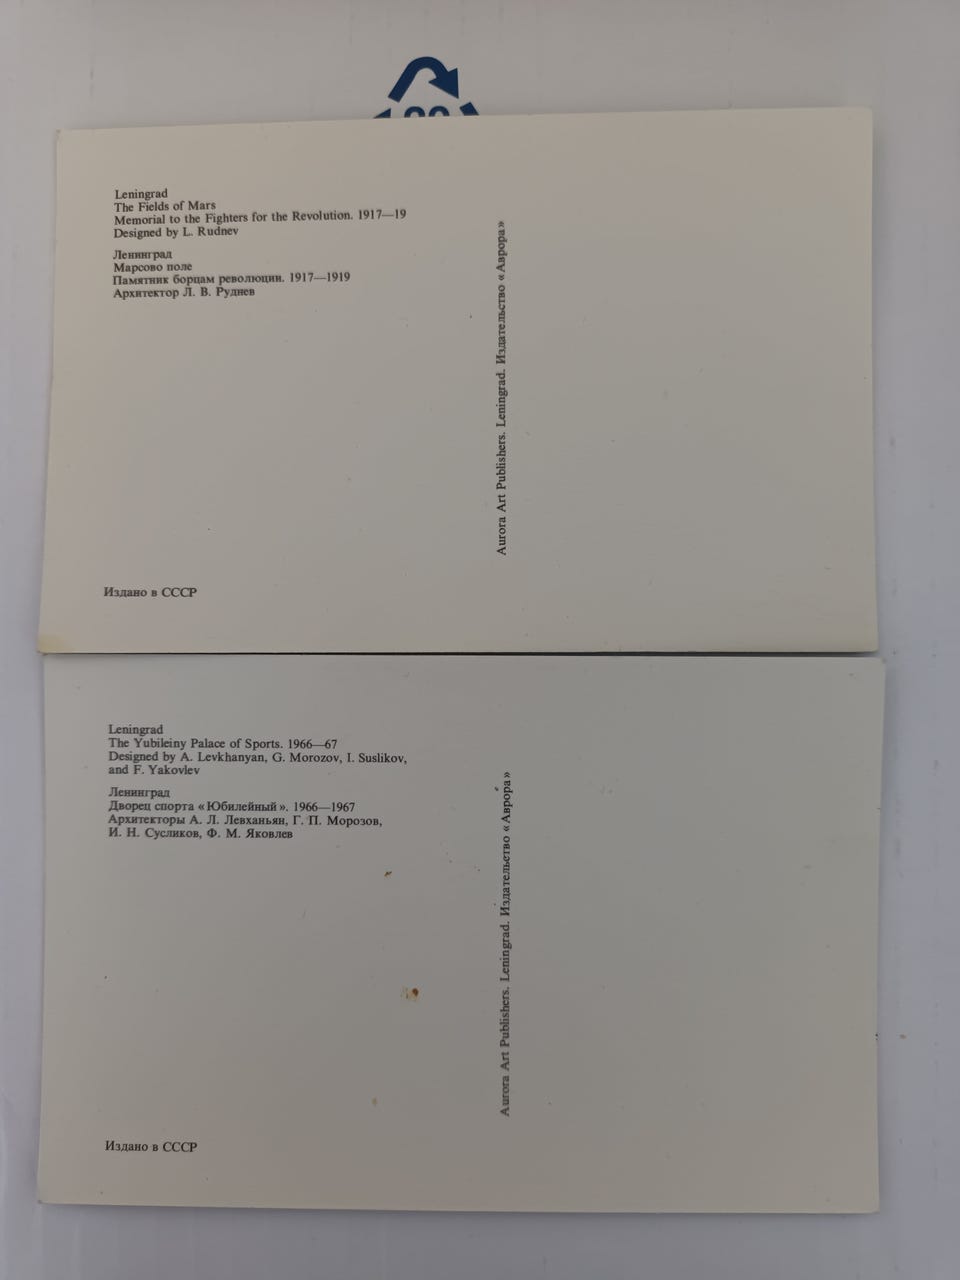 Leningrad
The Fields of Mars
Memorial to the Fighters for the Revolution. 1917—19
Designed by L. Rudnev
Ленинград
Марсово поле
Памятник борцам революции. 1917—1919
Архитектор Л. В. Руднев
Издано в СССР
Aurora Art Publishers. Leningrad. Издательство «Аврора»
Leningrad
The Yubileiny Palace of Sports. 1966—67
Designed by A. Levkhanyan, G. Morozov, I. Suslikov,
and F. Yakovlev
Ленинград
Дворец спорта «Юбилейный». 1966—1967
Архитекторы А. Л. Левханьян, Г. П. Морозов,
И. Н. Сусликов, Ф. М. Яковлев
Издано в СССР
Aurora Art Publishers. Leningrad. Издательство «Аврора»